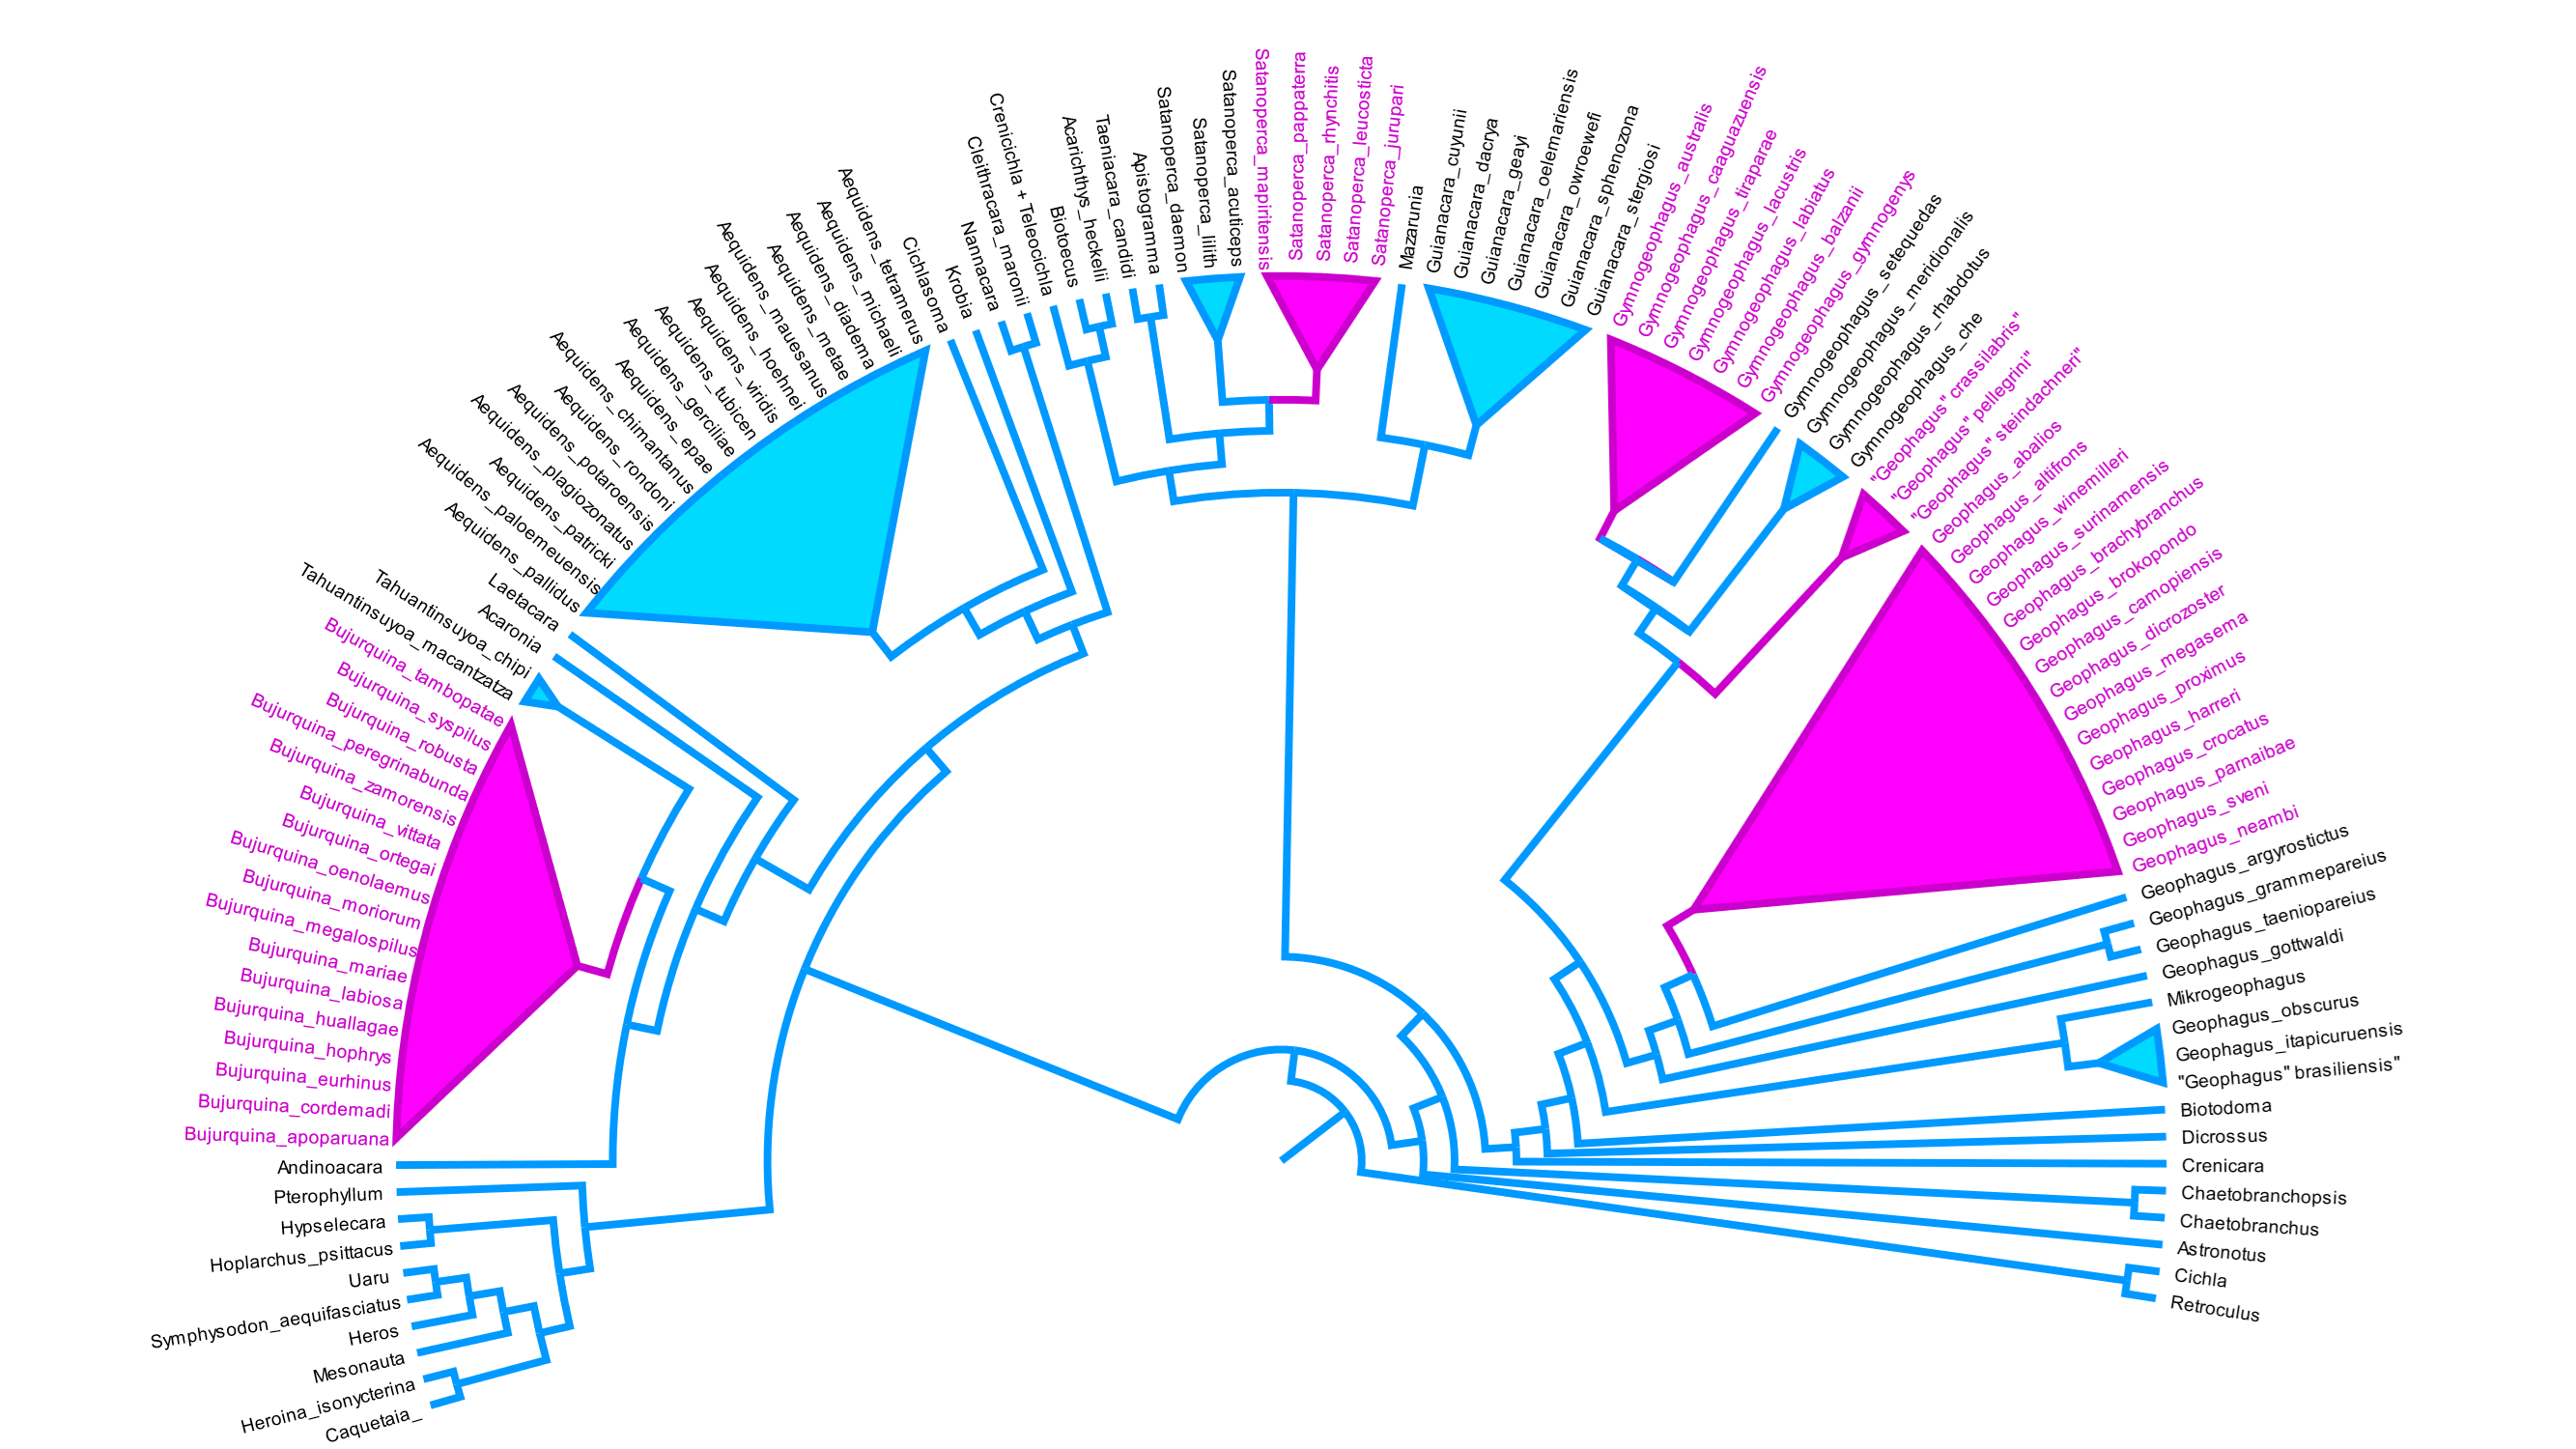 Caquetaia_
Heroina_isonycterina
Mesonauta
Heros
Symphysodon_aequifasciatus
Uaru
Hoplarchus_psittacus
Hypselecara
Pterophyllum
Andinoacara
Bujurquina_apoparuana
Bujurquina_cordemadi
Bujurquina_eurhinus
Bujurquina_hophrys
Bujurquina_huallagae
Bujurquina_labiosa
Bujurquina_mariae
Bujurquina_megalospilus
Bujurquina_moriorum
Bujurquina_oenolaemus
Bujurquina_ortegai
Bujurquina_vittata
Bujurquina_zamorensis
Bujurquina_peregrinabunda
Bujurquina_robusta
Bujurquina_syspilus
Bujurquina_tambopatae
Tahuantinsuyoa_macantzatza
Tahuantinsuyoa_chipi
Acaronia
Laetacara
Aequidens_pallidus
Aequidens_paloemeuensis
Aequidens_patricki
Aequidens_plagiozonatus
Aequidens_potaroensis
Aequidens_rondoni
Aequidens_chimantanus
Aequidens_epae
Aequidens_gerciliae
Aequidens_tubicen
Aequidens_viridis
Aequidens_hoehnei
Aequidens_mauesanus
Aequidens_metae
Aequidens_diadema
Aequidens_michaeli
Aequidens_tetramerus
Cichlasoma
Krobia
Nannacara
Cleithracara_maronii
Crenicichla + Teleocichla
Biotoecus
Acarichthys_heckelii
Taeniacara_candidi
Apistogramma
Satanoperca_daemon
Satanoperca_lilith
Satanoperca_acuticeps
Satanoperca_mapiritensis
Satanoperca_pappaterra
Satanoperca_rhynchitis
Satanoperca_leucosticta
Satanoperca_jurupari
Mazarunia
Guianacara_cuyunii
Guianacara_dacrya
Guianacara_geayi
Guianacara_oelemariensis
Guianacara_owroewefi
Guianacara_sphenozona
Guianacara_stergiosi
Gymnogeophagus_australis
Gymnogeophagus_caaguazuensis
Gymnogeophagus_tiraparae
Gymnogeophagus_lacustris
Gymnogeophagus_labiatus
Gymnogeophagus_balzanii
Gymnogeophagus_gymnogenys
Gymnogeophagus_setequedas
Gymnogeophagus_meridionalis
Gymnogeophagus_rhabdotus
Gymnogeophagus_che
"Geophagus" crassilabris"
"Geophagus" pellegrini"
"Geophagus" steindachneri"
Geophagus_abalios
Geophagus_altifrons
Geophagus_winemilleri
Geophagus_surinamensis
Geophagus_brachybranchus
Geophagus_brokopondo
Geophagus_camopiensis
Geophagus_dicrozoster
Geophagus_megasema
Geophagus_proximus
Geophagus_harreri
Geophagus_crocatus
Geophagus_parnaibae
Geophagus_sveni
Geophagus_neambi
Geophagus_argyrostictus
Geophagus_grammepareius
Geophagus_taeniopareius
Geophagus_gottwaldi
Mikrogeophagus
Geophagus_obscurus
Geophagus_itapicuruensis
"Geophagus" brasiliensis"
Biotodoma
Dicrossus
Crenicara
Chaetobranchopsis
Chaetobranchus
Astronotus
Cichla
Retroculus